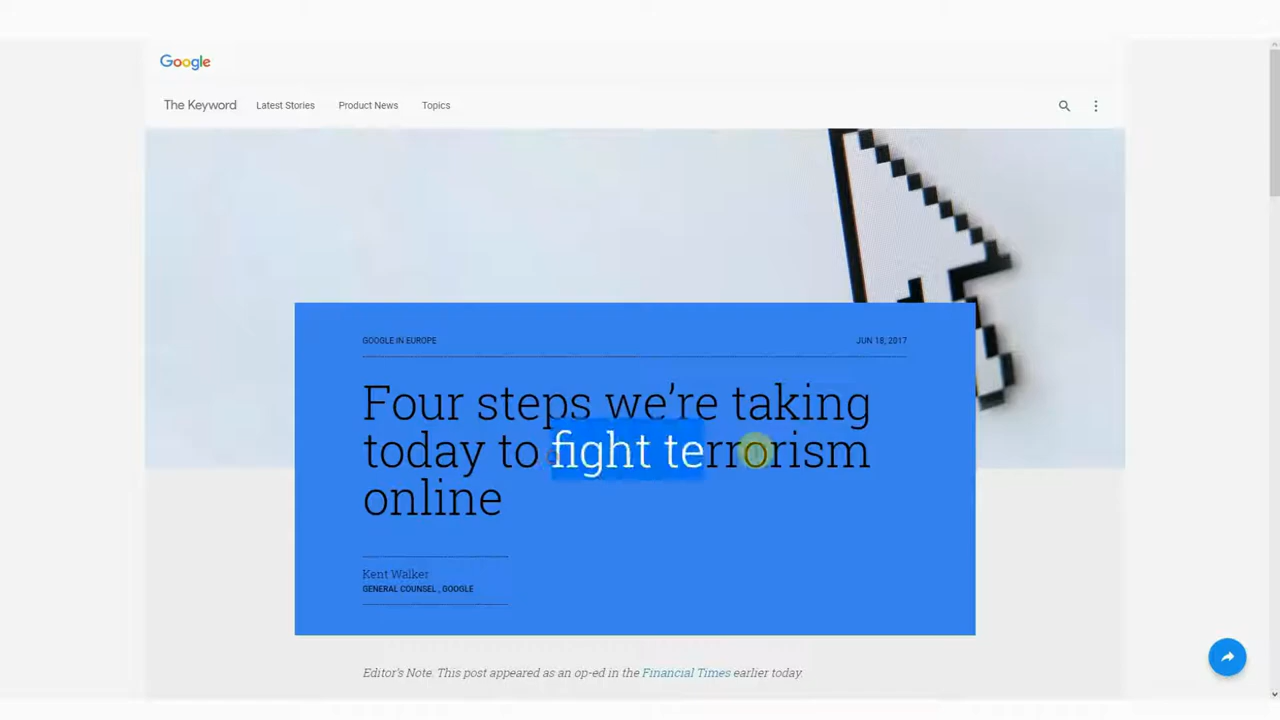 Google
The Keyword Latest Stories Product News Topics
GOOGLE IN EUROPE JUN 18, 2017
Four steps we're taking
today to fight terrorism
online
Kent Walker
GENERAL COUNSEL , GOOGLE
Editor's Note. This post appeared as an op-ed in the Financial Times earlier today.